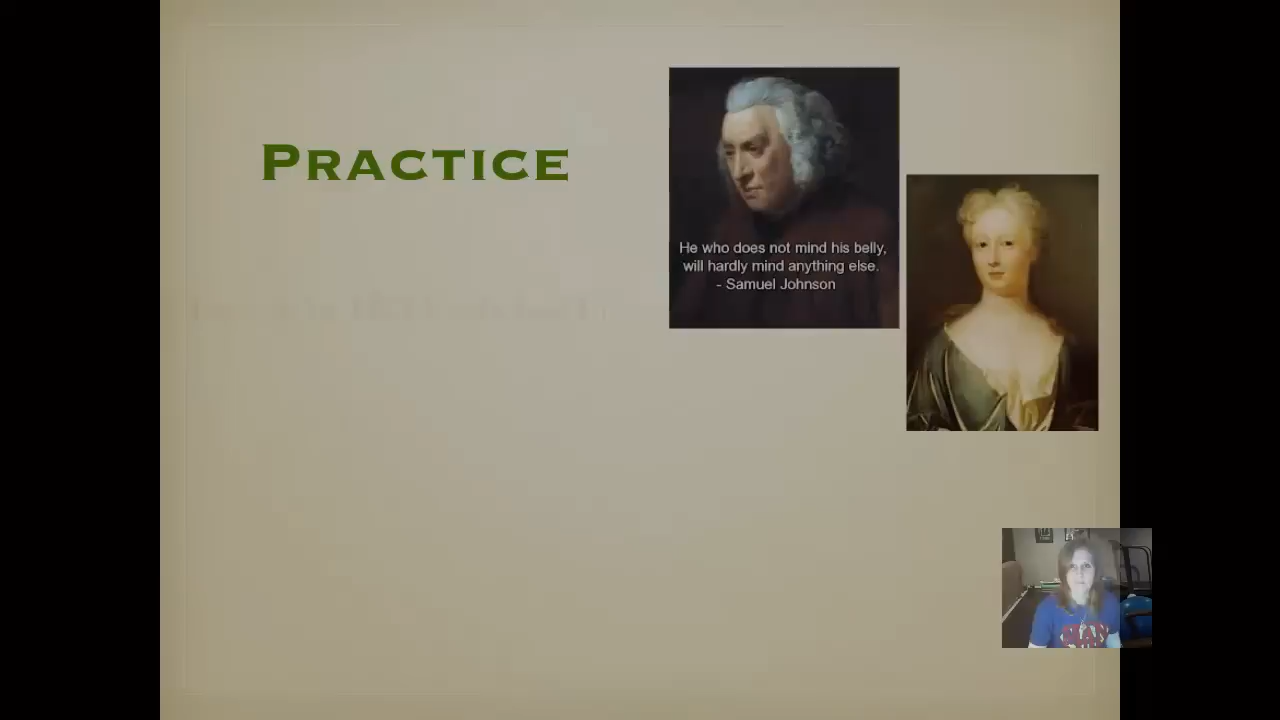 Practice
He who does not mind his belly,
will hardly mind anything else.
- Samuel Johnson